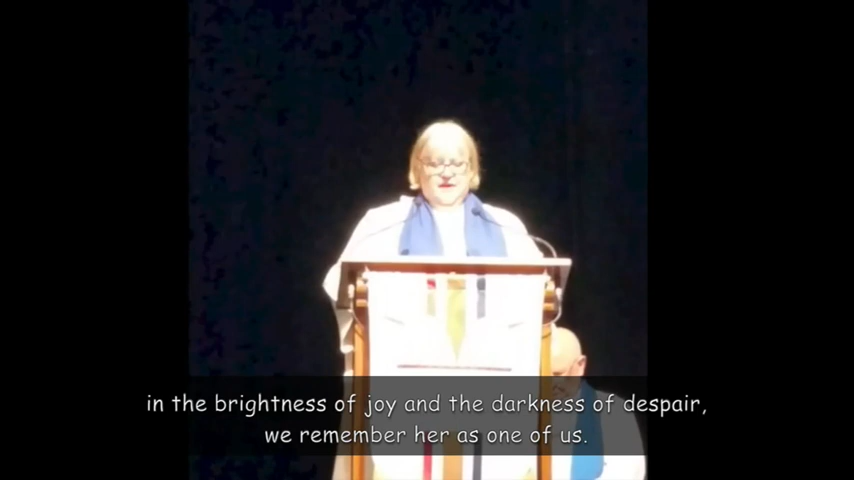 in the brightness of joy and the darkness of despair,
we remember her as one of us.